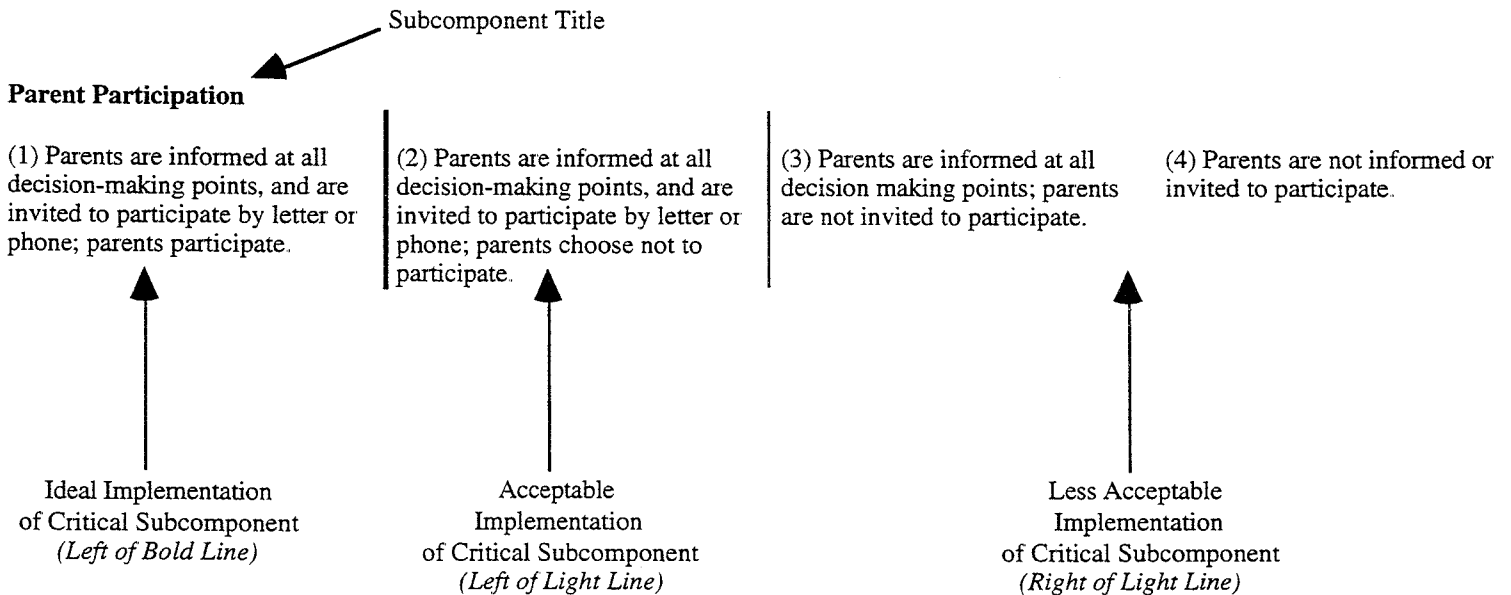 Subcomponent Title
Parent Participation
(1) Parents are informed at all
decision-making points, and are
invited to participate by letter or
phone; parents participate.
(2) Parents are informed at all
decision-making points, and are
invited to participate by letter or
phone; parents choose not to
participate.
(3) Parents are informed at all
decision making points; parents
are not invited to participate.
(4) Parents are not informed or
invited to participate.
Ideal Implementation
of Critical Subcomponent
(Left of Bold Line)
Acceptable
Implementation
of Critical Subcomponent
(Left of Light Line)
Less Acceptable
Implementation
of Critical Subcomponent
(Right of Light Line)